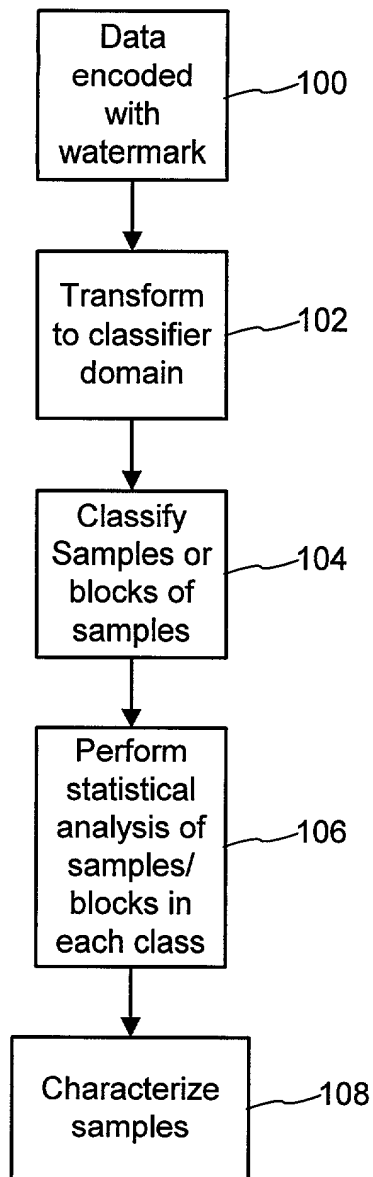 Data
encoded
with
watermark
100
Transform
to classifier
domain
102
Classify
Samples or
blocks of
samples
104
Perform
statistical
analysis of
samples/
blocks in
each class
106
Characterize
samples
108